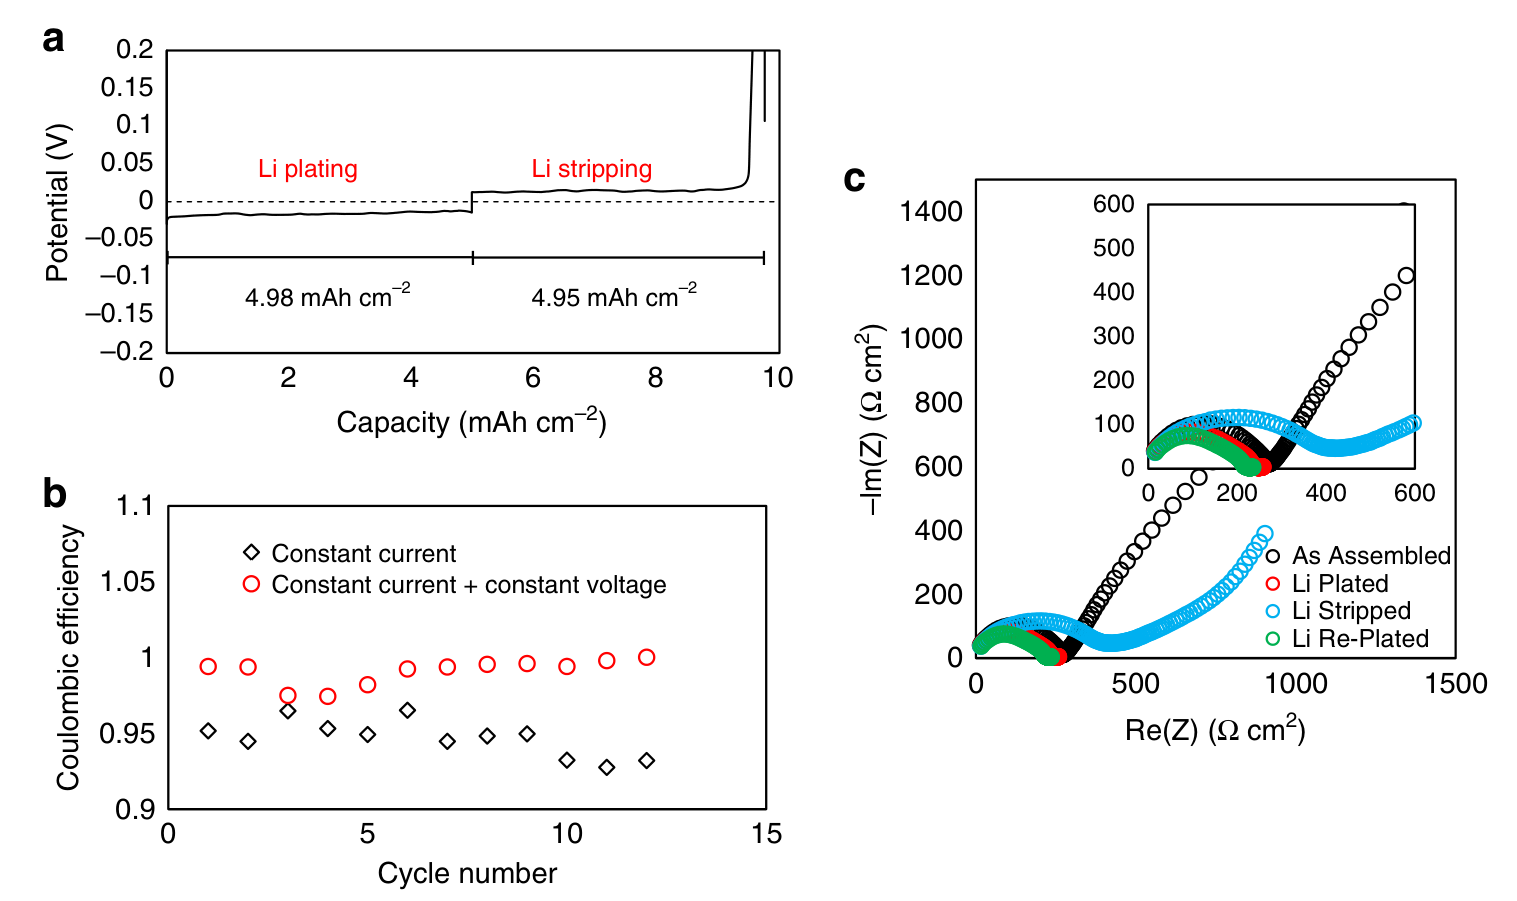 a
0.2
0.15
0.1
0.05
0
−0.05
−0.1
−0.15
−0.2
Potential (V)
Li plating
Li stripping
4.98 mAh cm⁻²
4.95 mAh cm⁻²
0 2 4 6 8 10
Capacity (mAh cm⁻²)
b
1.1
1.05
1
0.95
0.9
Coulombic efficiency
Constant current
Constant current + constant voltage
0 5 10 15
Cycle number
c
1400
1200
1000
800
600
400
200
0
−Im(Z) (Ω cm²)
600
500
400
300
200
100
0
0 200 400 600
As Assembled
Li Plated
Li Stripped
Li Re-Plated
0 500 1000 1500
Re(Z) (Ω cm²)